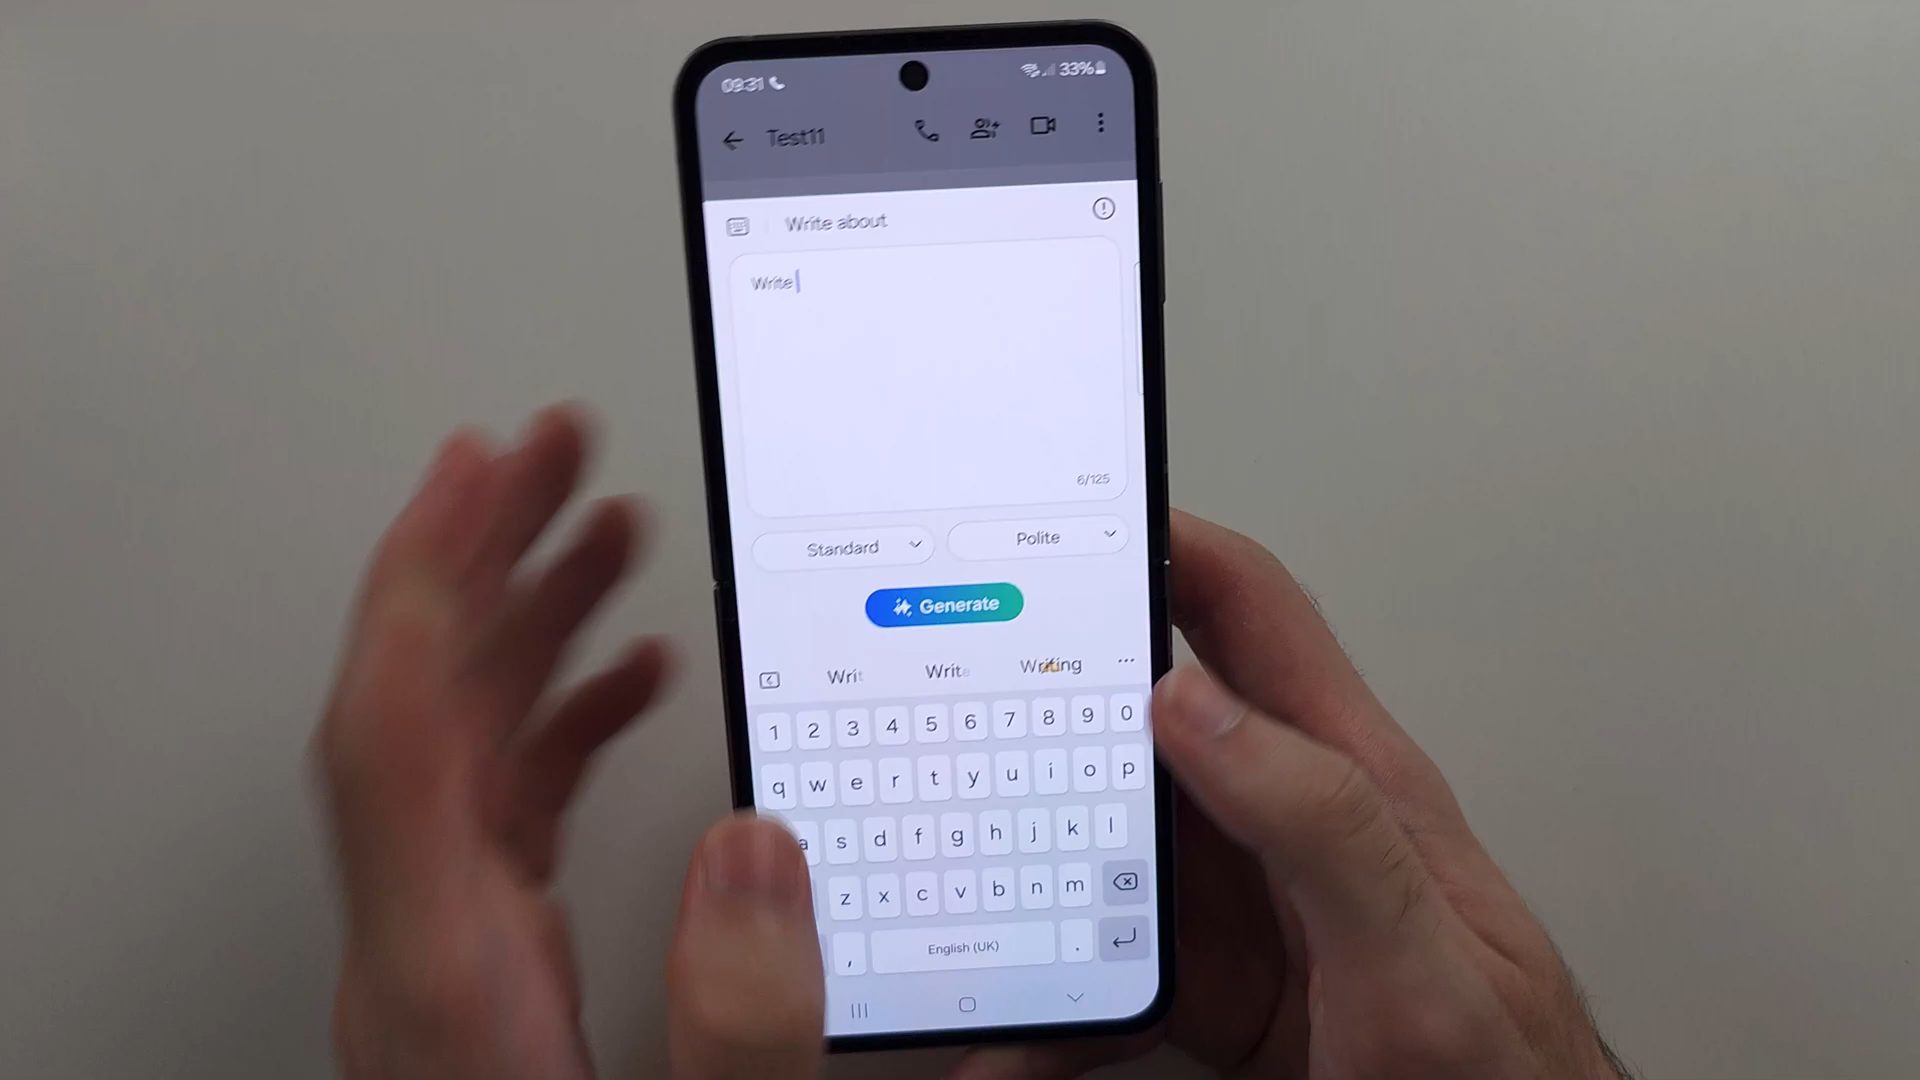 09:31
33%
Test11
Write about
Write
6/125
Standard
Polite
Generate
Writ
Write
Writing
1 2 3 4 5 6 7 8 9 0
q w e r t y u i o p
a s d f g h j k l
z x c v b n m
, English (UK) .